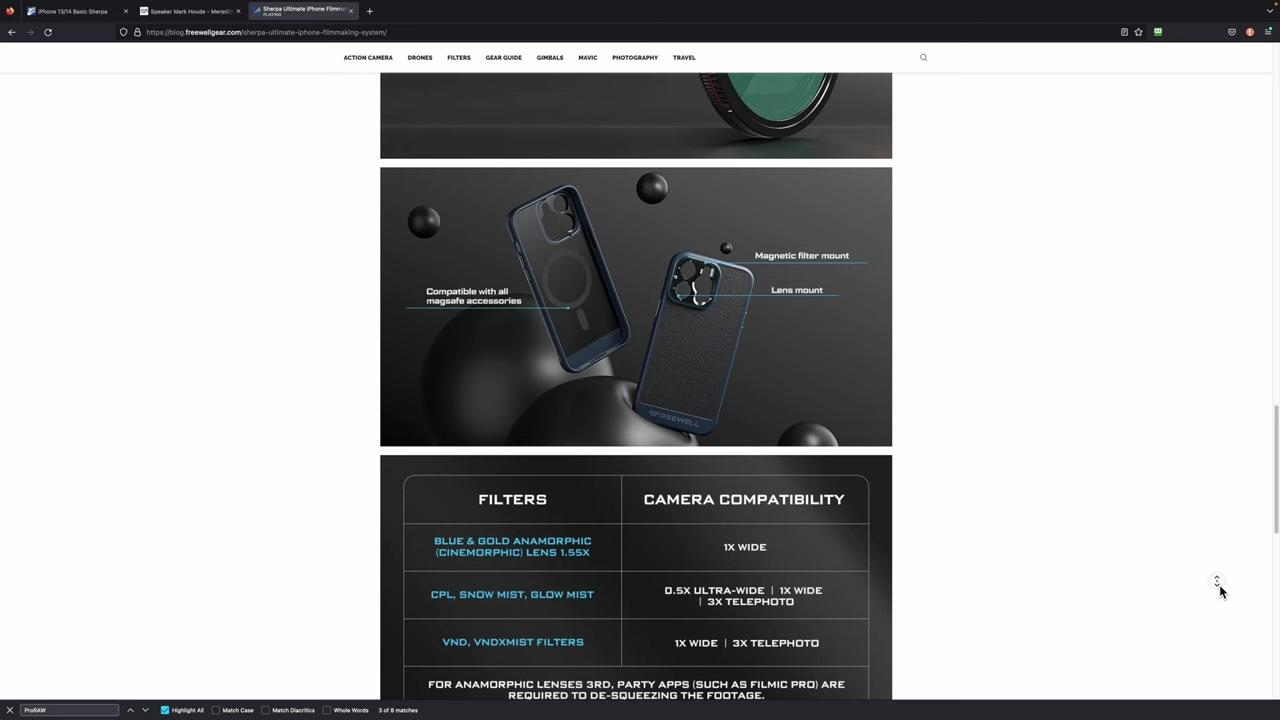 iPhone 13/14 Basic Sherpa
Speaker Mark Houde - Meredith
Sherpa Ultimate iPhone Filmmak
PLAYING
https://blog.freewellgear.com/sherpa-ultimate-iphone-filmmaking-system/
ACTION CAMERA DRONES FILTERS GEAR GUIDE GIMBALS MAVIC PHOTOGRAPHY TRAVEL
Magnetic filter mount
Compatible with all
magsafe accessories
Lens mount
FREEWELL
FILTERS CAMERA COMPATIBILITY
BLUE & GOLD ANAMORPHIC
(CINEMORPHIC) LENS 1.55X
1X WIDE
CPL, SNOW MIST, GLOW MIST
0.5X ULTRA-WIDE | 1X WIDE
| 3X TELEPHOTO
VND, VNDXMIST FILTERS
1X WIDE | 3X TELEPHOTO
FOR ANAMORPHIC LENSES 3RD, PARTY APPS (SUCH AS FILMIC PRO) ARE
REQUIRED TO DE-SQUEEZING THE FOOTAGE.
ProRAW Highlight All Match Case Match Diacritics Whole Words 3 of 8 matches